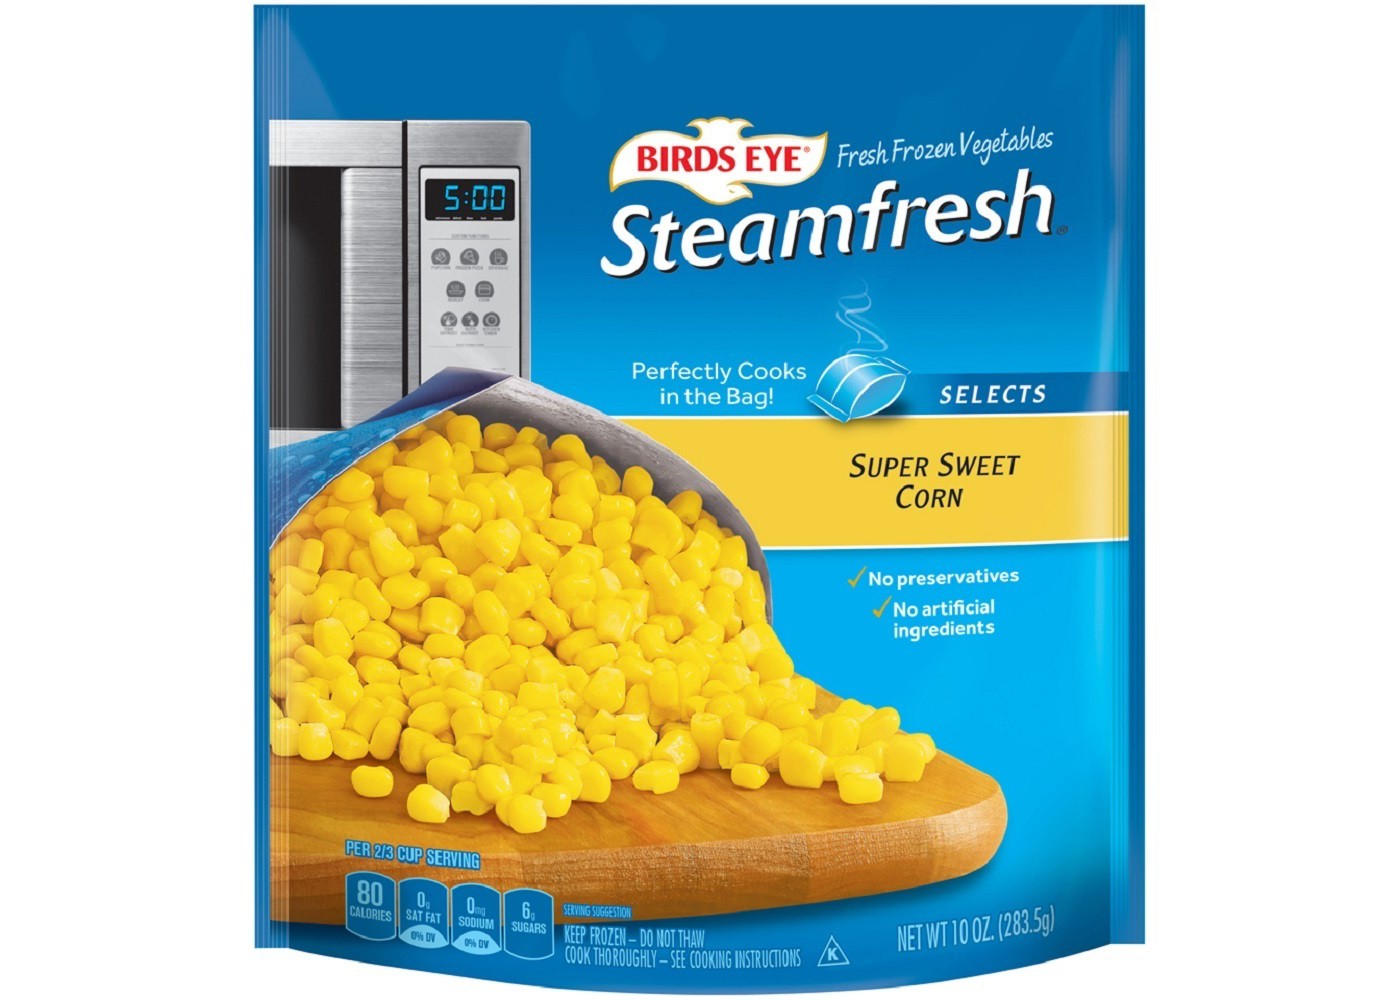 BIRDS EYE®
Fresh Frozen Vegetables
Steamfresh®
5:00
Perfectly Cooks
in the Bag!
SELECTS
SUPER SWEET
CORN
No preservatives
No artificial
ingredients
PER 2/3 CUP SERVING
80
CALORIES
0g
SAT FAT
0% DV
0mg
SODIUM
0% DV
6g
SUGARS
SERVING SUGGESTION
KEEP FROZEN – DO NOT THAW
COOK THOROUGHLY – SEE COOKING INSTRUCTIONS
K
NET WT 10 OZ. (283.5g)